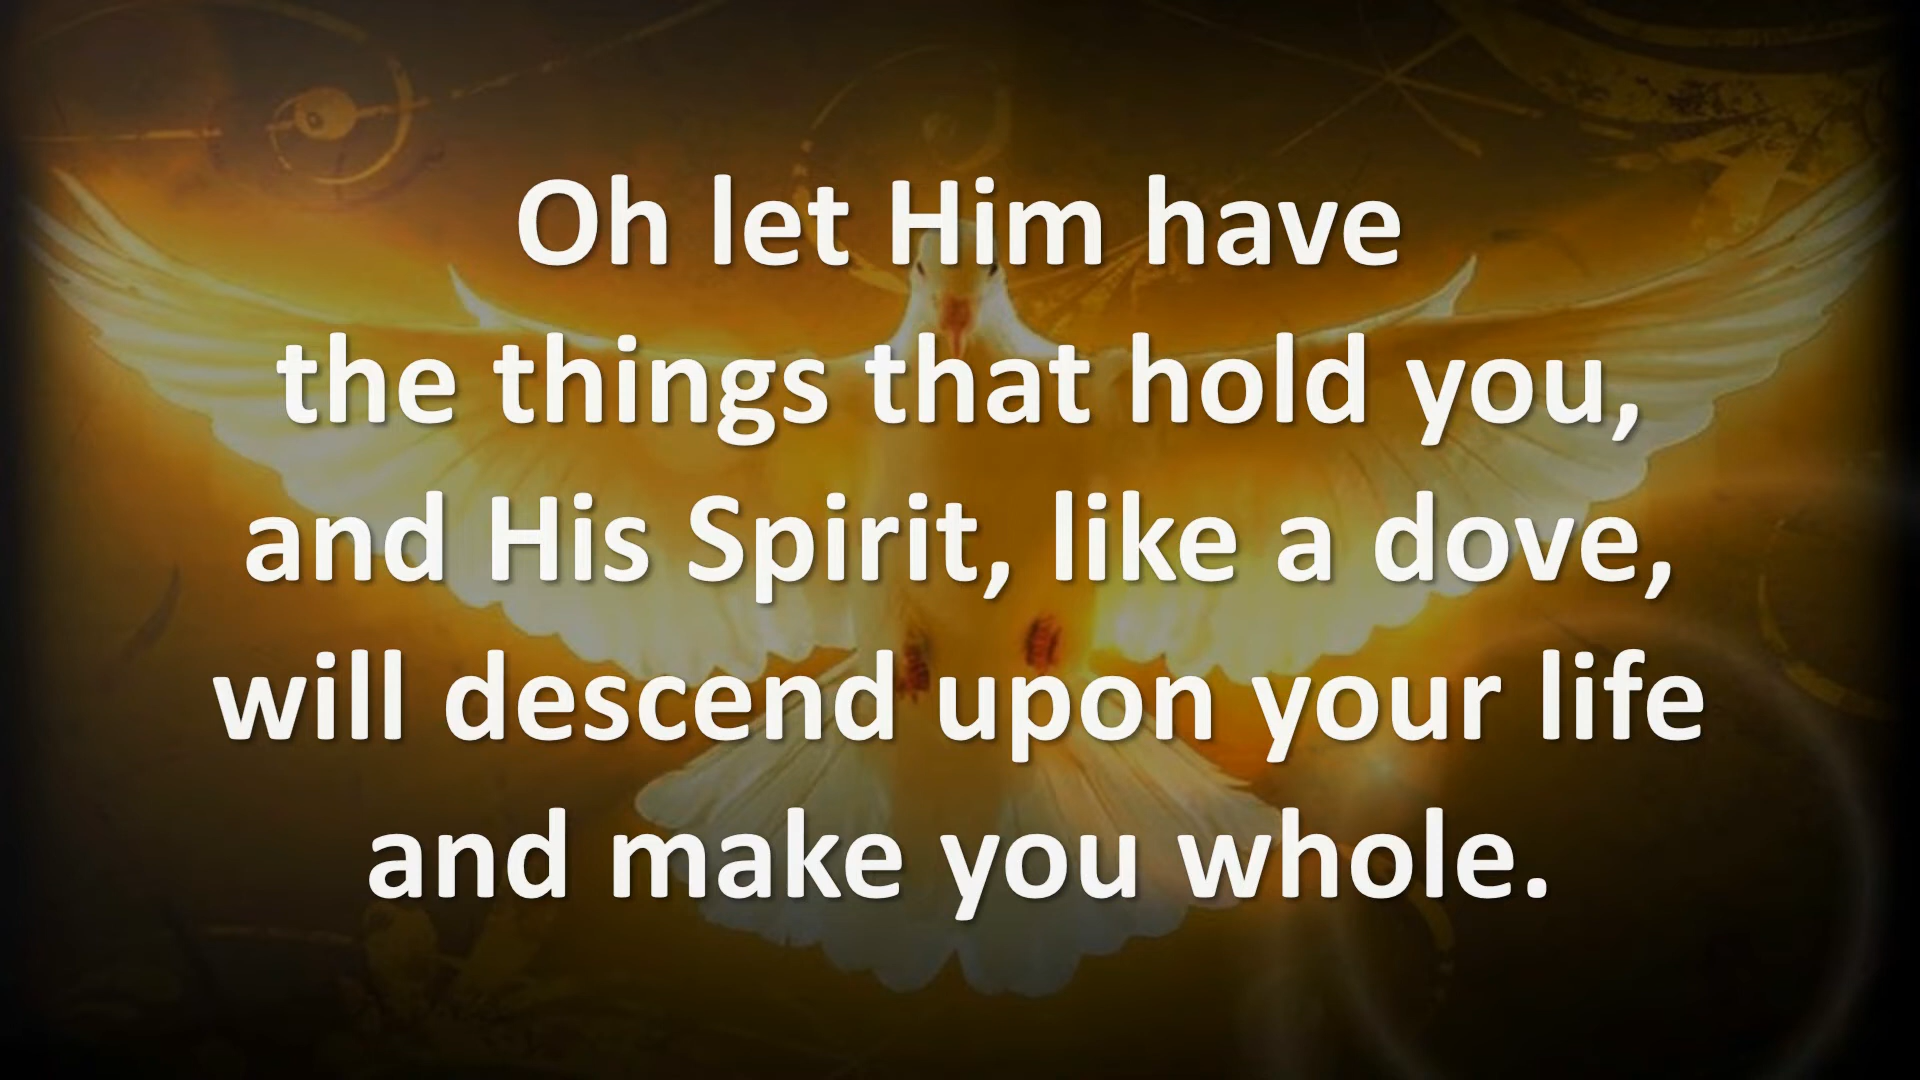 Oh let Him have
the things that hold you,
and His Spirit, like a dove,
will descend upon your life
and make you whole.